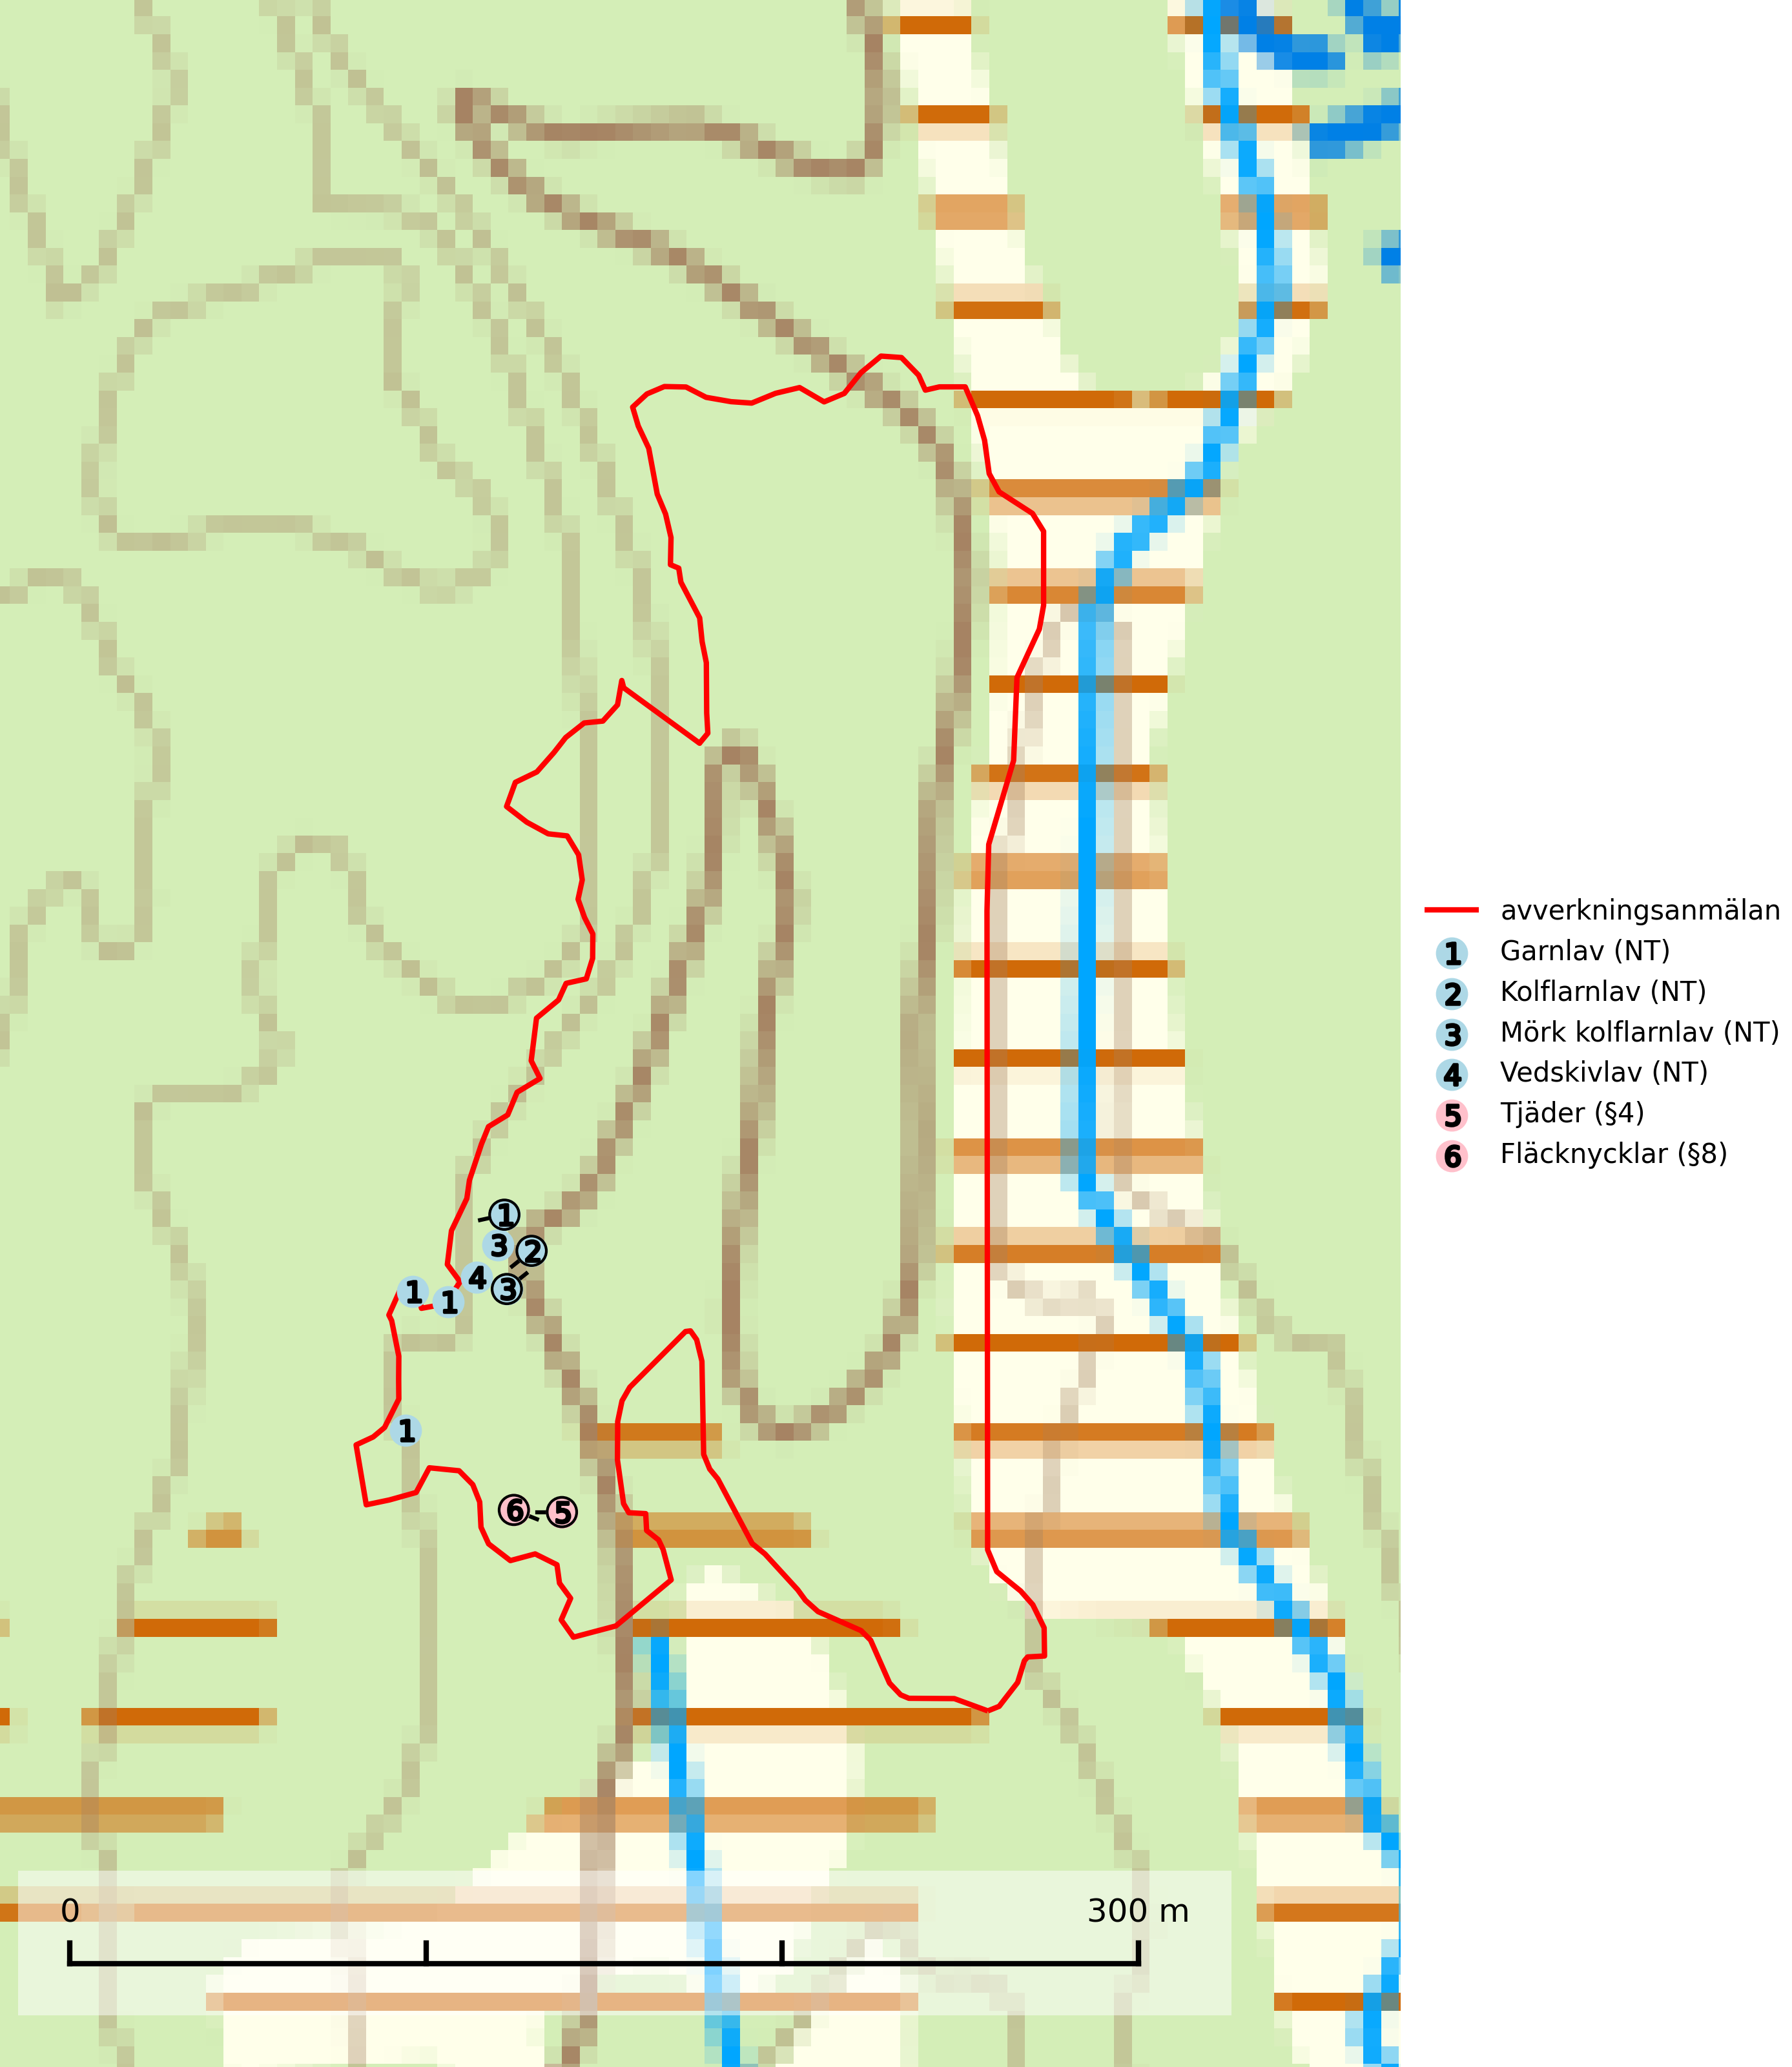 avverkningsanmälan
1 Garnlav (NT)
2 Kolflarnlav (NT)
3 Mörk kolflarnlav (NT)
4 Vedskivlav (NT)
5 Tjäder (§4)
6 Fläcknycklar (§8)
1
3 2
4 3
1 1
1
6 5
0 300 m